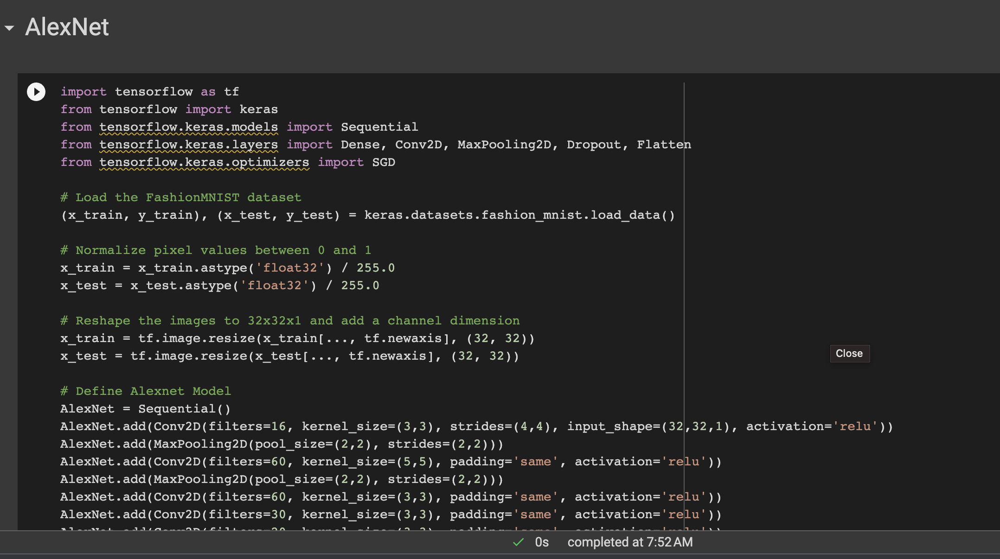 AlexNet
import tensorflow as tf
from tensorflow import keras
from tensorflow.keras.models import Sequential
from tensorflow.keras.layers import Dense, Conv2D, MaxPooling2D, Dropout, Flatten
from tensorflow.keras.optimizers import SGD
# Load the FashionMNIST dataset
(x_train, y_train), (x_test, y_test) = keras.datasets.fashion_mnist.load_data()
# Normalize pixel values between 0 and 1
x_train = x_train.astype('float32') / 255.0
x_test = x_test.astype('float32') / 255.0
# Reshape the images to 32x32x1 and add a channel dimension
x_train = tf.image.resize(x_train[..., tf.newaxis], (32, 32))
x_test = tf.image.resize(x_test[..., tf.newaxis], (32, 32))
Close
# Define Alexnet Model
AlexNet = Sequential()
AlexNet.add(Conv2D(filters=16, kernel_size=(3,3), strides=(4,4), input_shape=(32,32,1), activation='relu'))
AlexNet.add(MaxPooling2D(pool_size=(2,2), strides=(2,2)))
AlexNet.add(Conv2D(filters=60, kernel_size=(5,5), padding='same', activation='relu'))
AlexNet.add(MaxPooling2D(pool_size=(2,2), strides=(2,2)))
AlexNet.add(Conv2D(filters=60, kernel_size=(3,3), padding='same', activation='relu'))
AlexNet.add(Conv2D(filters=30, kernel_size=(3,3), padding='same', activation='relu'))
0s completed at 7:52 AM